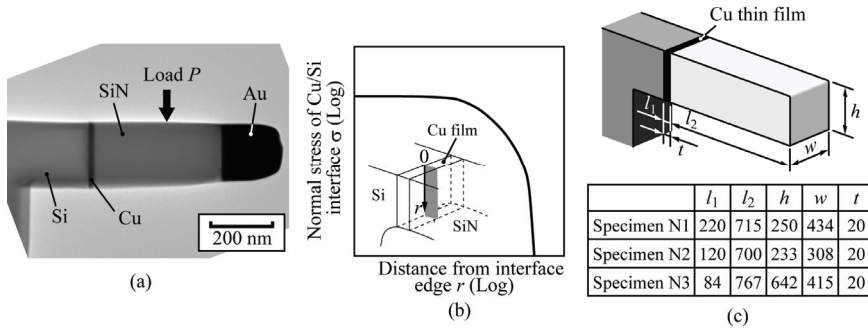 (a)
Load P
SiN
Au
Si
Cu
200 nm
(b)
Normal stress of Cu/Si
interface σ (Log)
Cu film
0
Si
r
SiN
Distance from interface
edge r (Log)
(c)
Cu thin film
l1
l2
t
w
h
l1 l2 h w t
Specimen N1 220 715 250 434 20
Specimen N2 120 700 233 308 20
Specimen N3 84 767 642 415 20